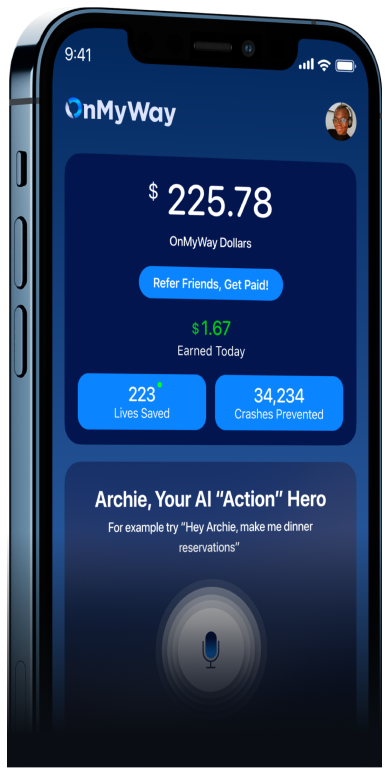 9:41
OnMyWay
$ 225.78
OnMyWay Dollars
Refer Friends, Get Paid!
$1.67
Earned Today
223
Lives Saved
34,234
Crashes Prevented
Archie, Your AI “Action” Hero
For example try “Hey Archie, make me dinner
reservations”